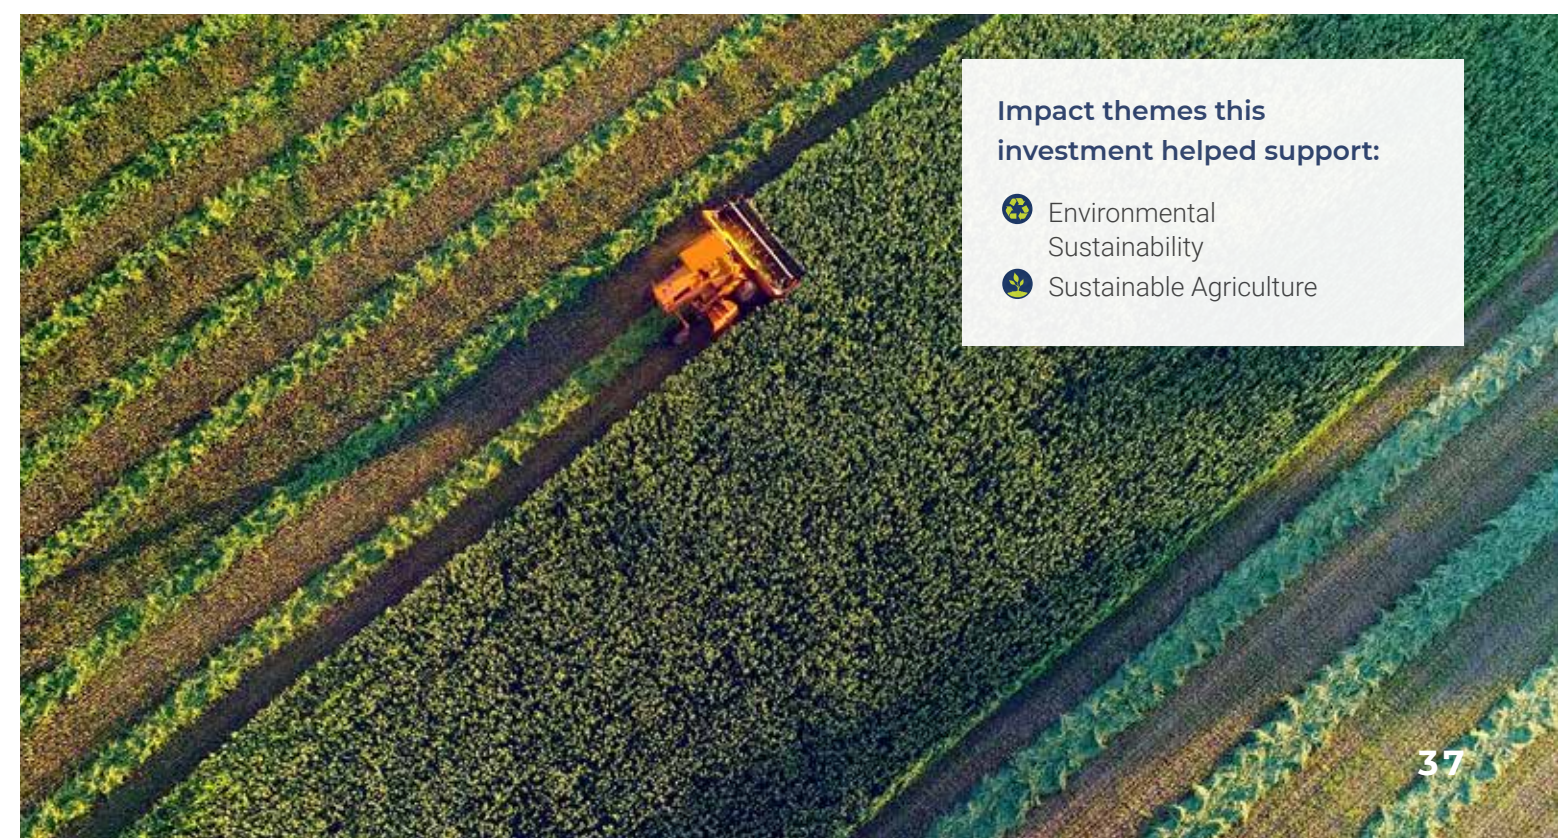 Impact themes this
investment helped support:
Environmental
Sustainability
Sustainable Agriculture
37